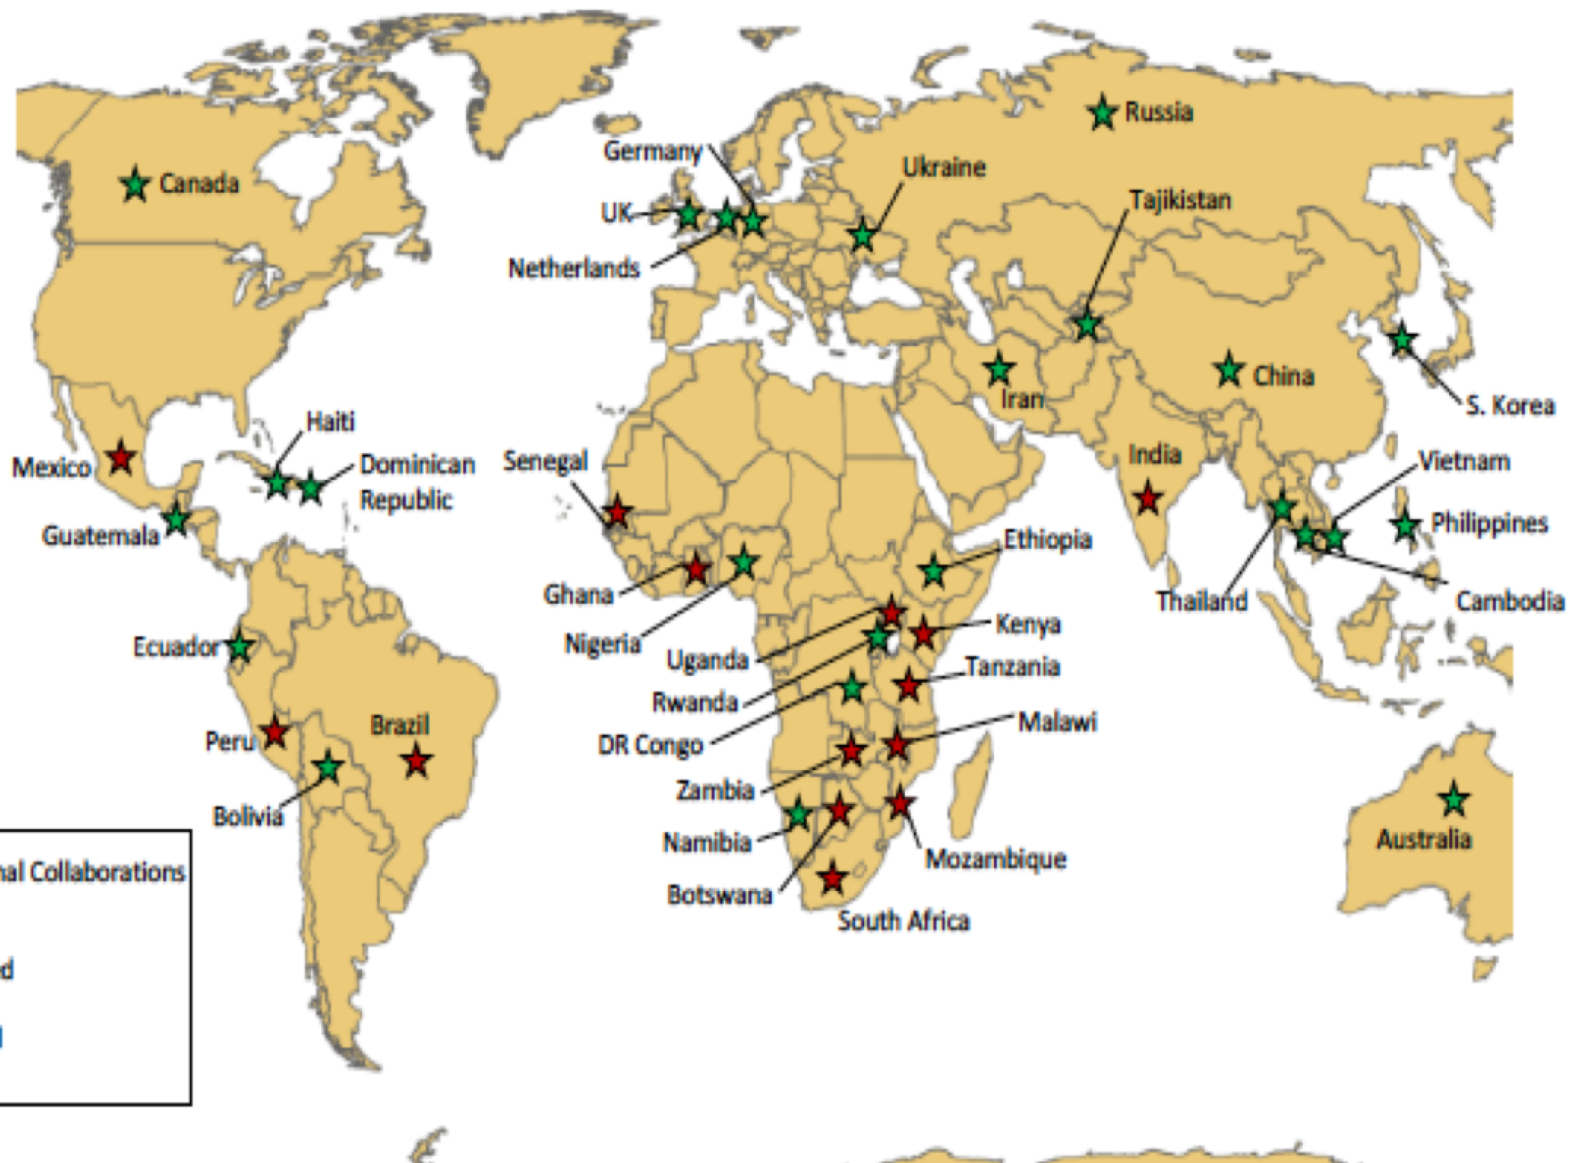 Russia
Germany
Ukraine
Canada
Tajikistan
UK
Netherlands
China
Iran
S. Korea
Haiti
India
Mexico
Senegal
Dominican
Republic
Vietnam
Guatemala
Philippines
Ethiopia
Ghana
Thailand
Cambodia
Nigeria
Kenya
Ecuador
Uganda
Tanzania
Rwanda
Malawi
Brazil
Peru
DR Congo
Zambia
Bolivia
Namibia
Australia
Mozambique
nal Collaborations
Botswana
South Africa
ed